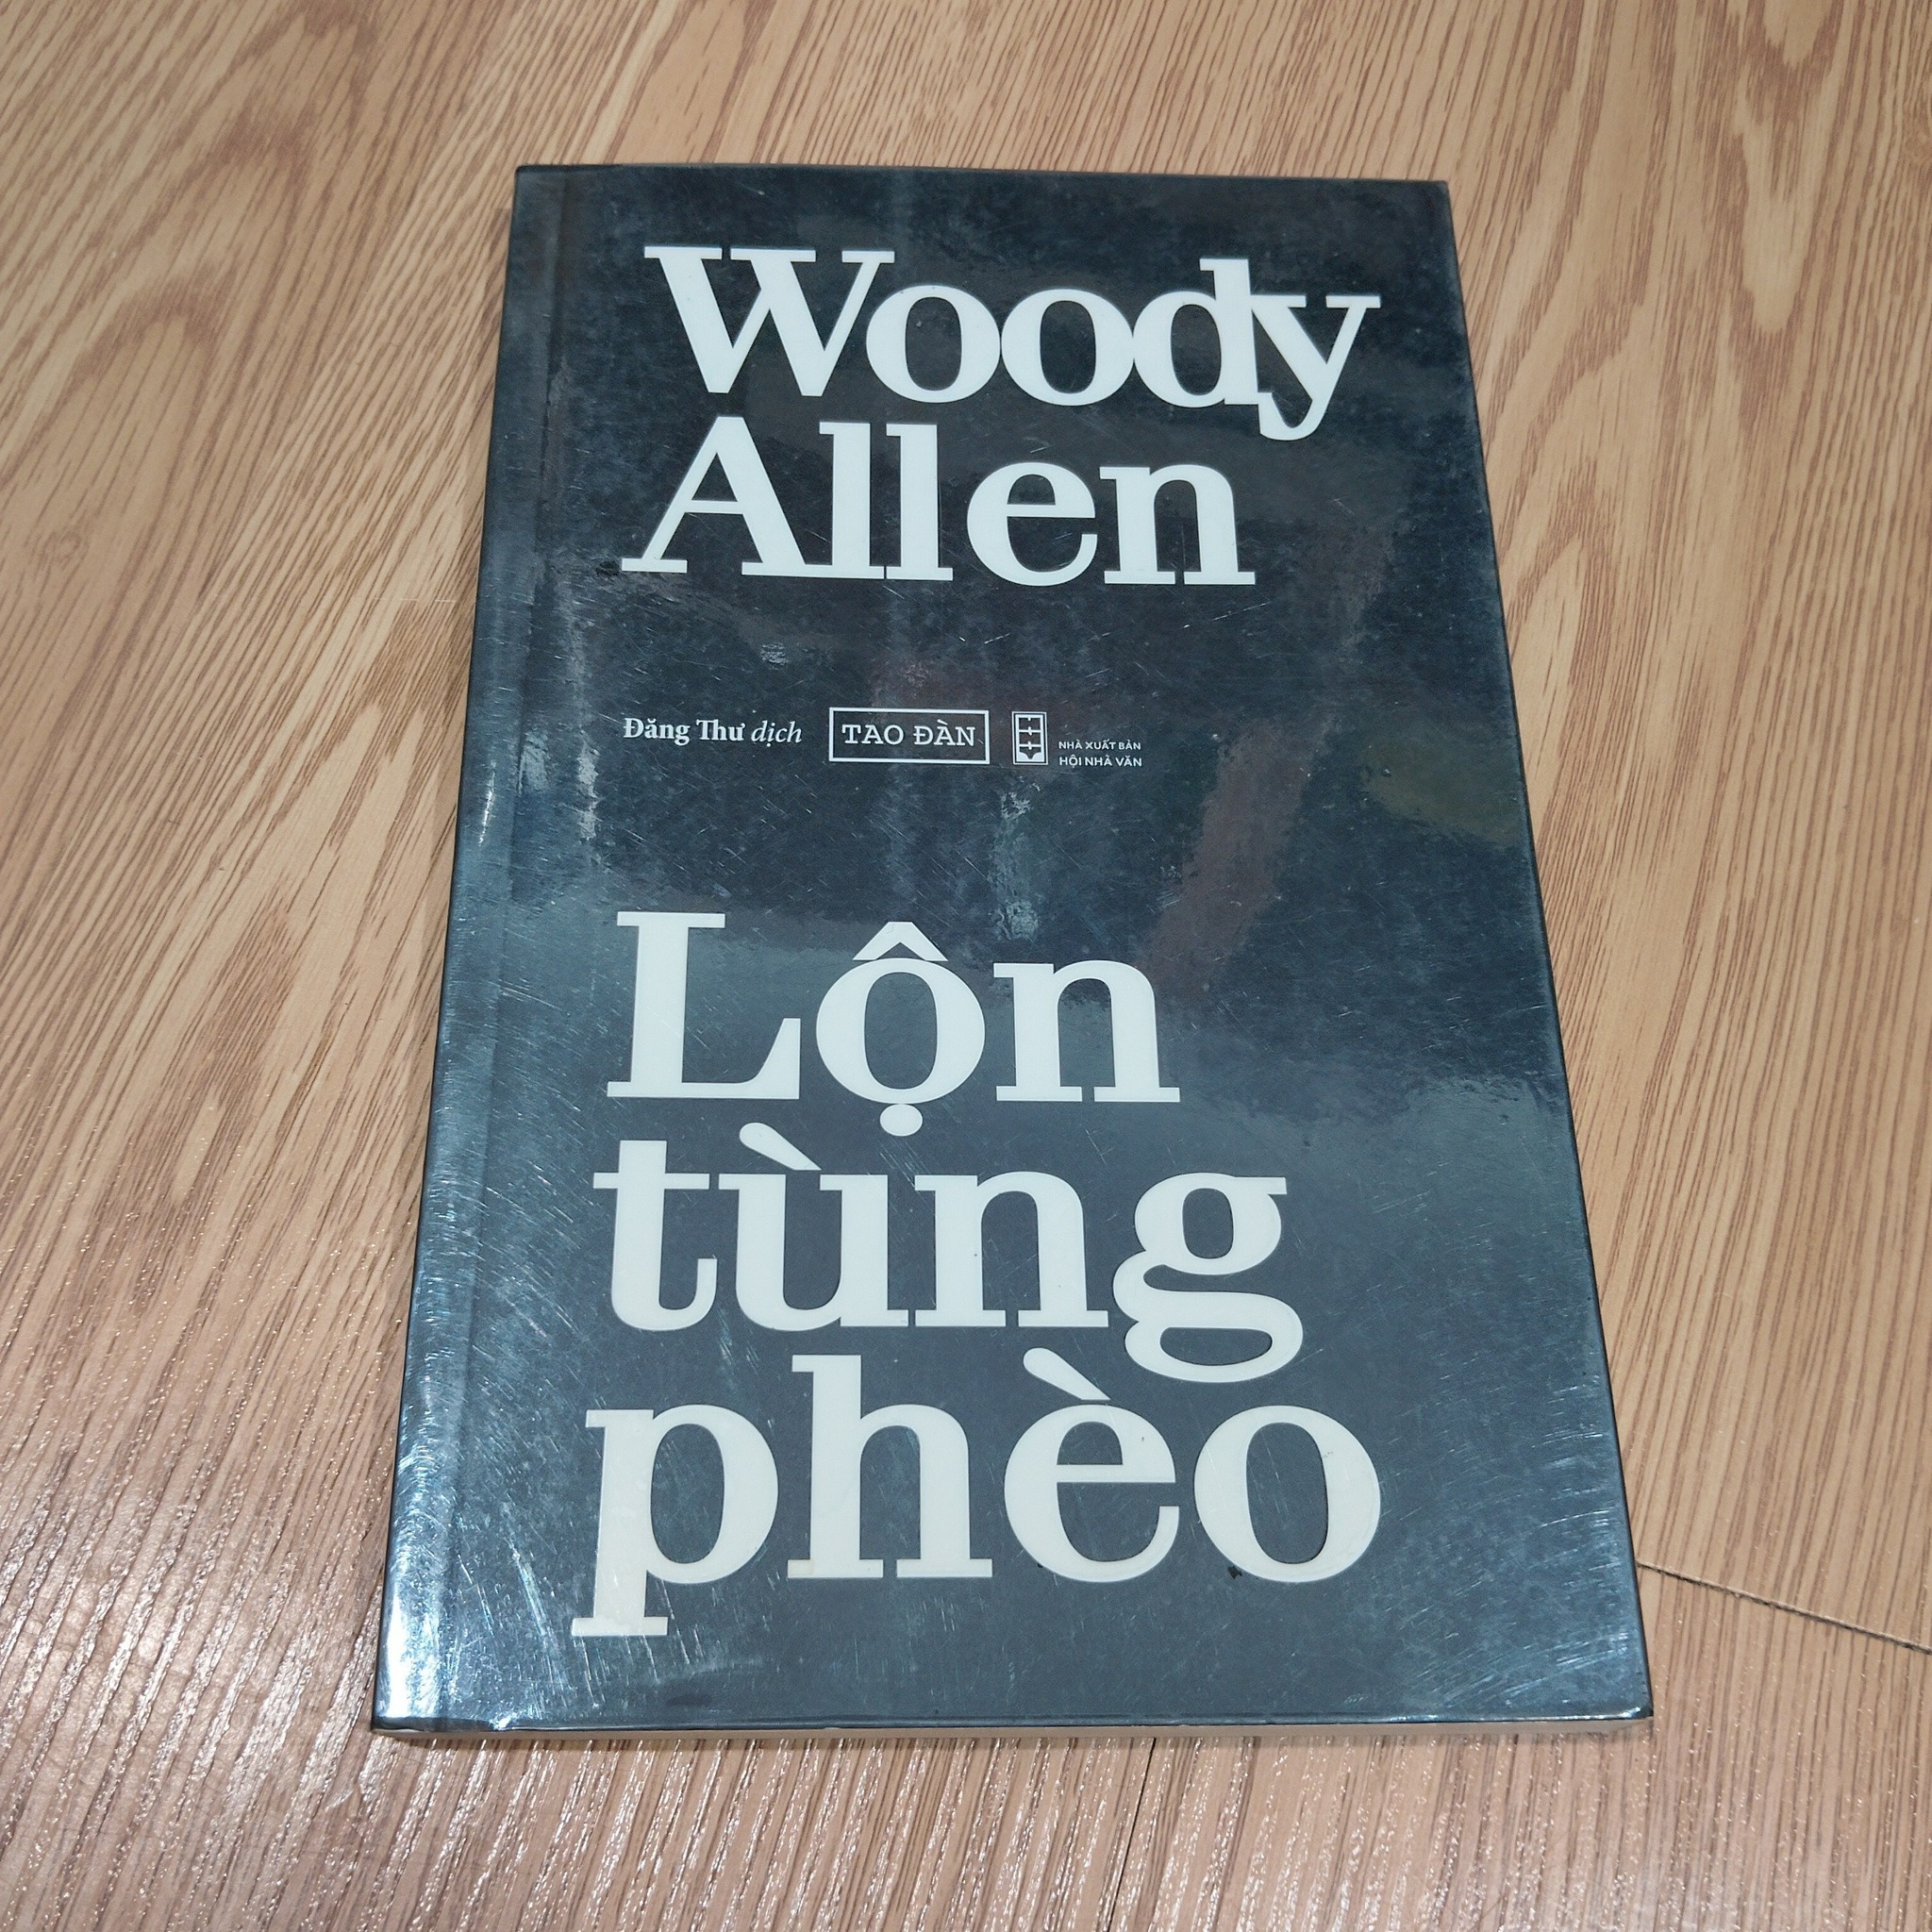 Woody
Allen
Đăng Thư dịch
TAO ĐÀN
NHÀ XUẤT BẢN
HỘI NHÀ VĂN
Lộn
tùng
phèo